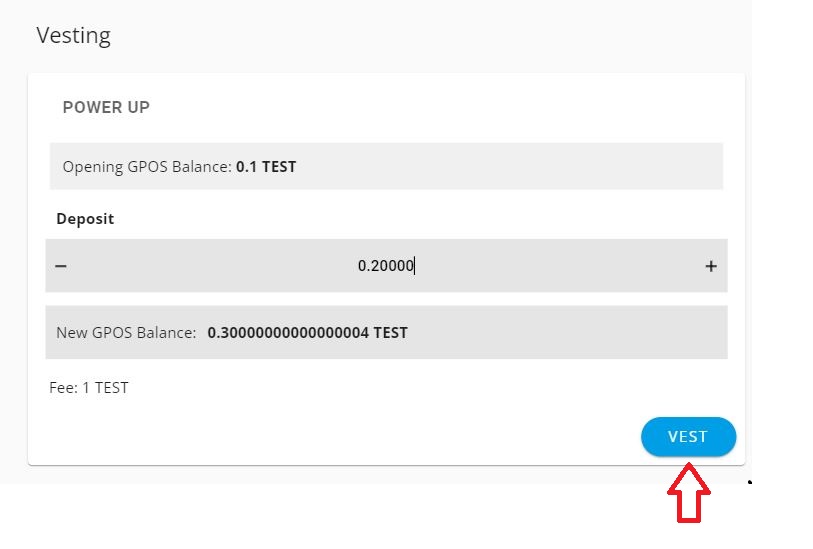 Vesting
POWER UP
Opening GPOS Balance: 0.1 TEST
Deposit
− 0.20000 +
New GPOS Balance: 0.30000000000000004 TEST
Fee: 1 TEST
VEST